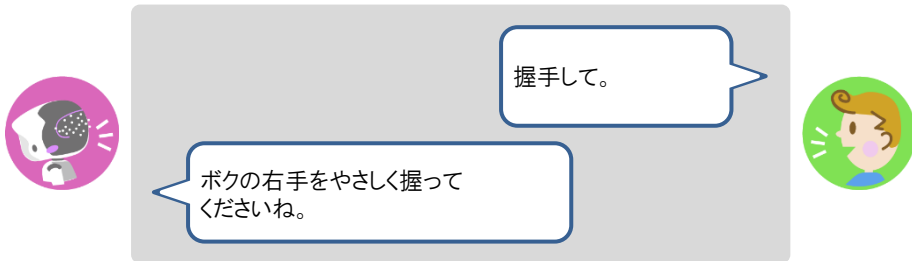 握手して。
ボクの右手をやさしく握って
くださいね。